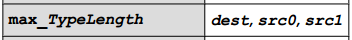 max_TypeLength dest, src0, src1